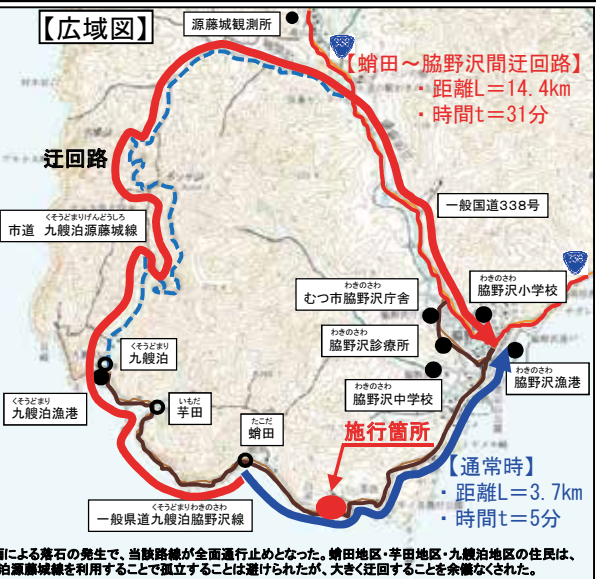 【広域図】
源藤城観測所
【蛸田～脇野沢間迂回路】
・距離L＝14.4km
・時間t＝31分
迂回路
一般国道338号
くそうどまりげんどうしろ
市道 九艘泊源藤城線
わきのさわ
むつ市脇野沢庁舎
わきのさわ
脇野沢小学校
わきのさわ
脇野沢診療所
わきのさわ
脇野沢漁港
わきのさわ
脇野沢中学校
くそうどまり
九艘泊
くそうどまり
九艘泊漁港
いもだ
芋田
たこだ
蛸田
施行箇所
【通常時】
・距離L＝3.7km
・時間t＝5分
くそうどまりわきのさわ
一般県道九艘泊脇野沢線
による落石の発生で、当該路線が全面通行止めとなった。蛸田地区・芋田地区・九艘泊地区の住民は、
泊源藤城線を利用することで孤立することは避けられたが、大きく迂回することを余儀なくされた。